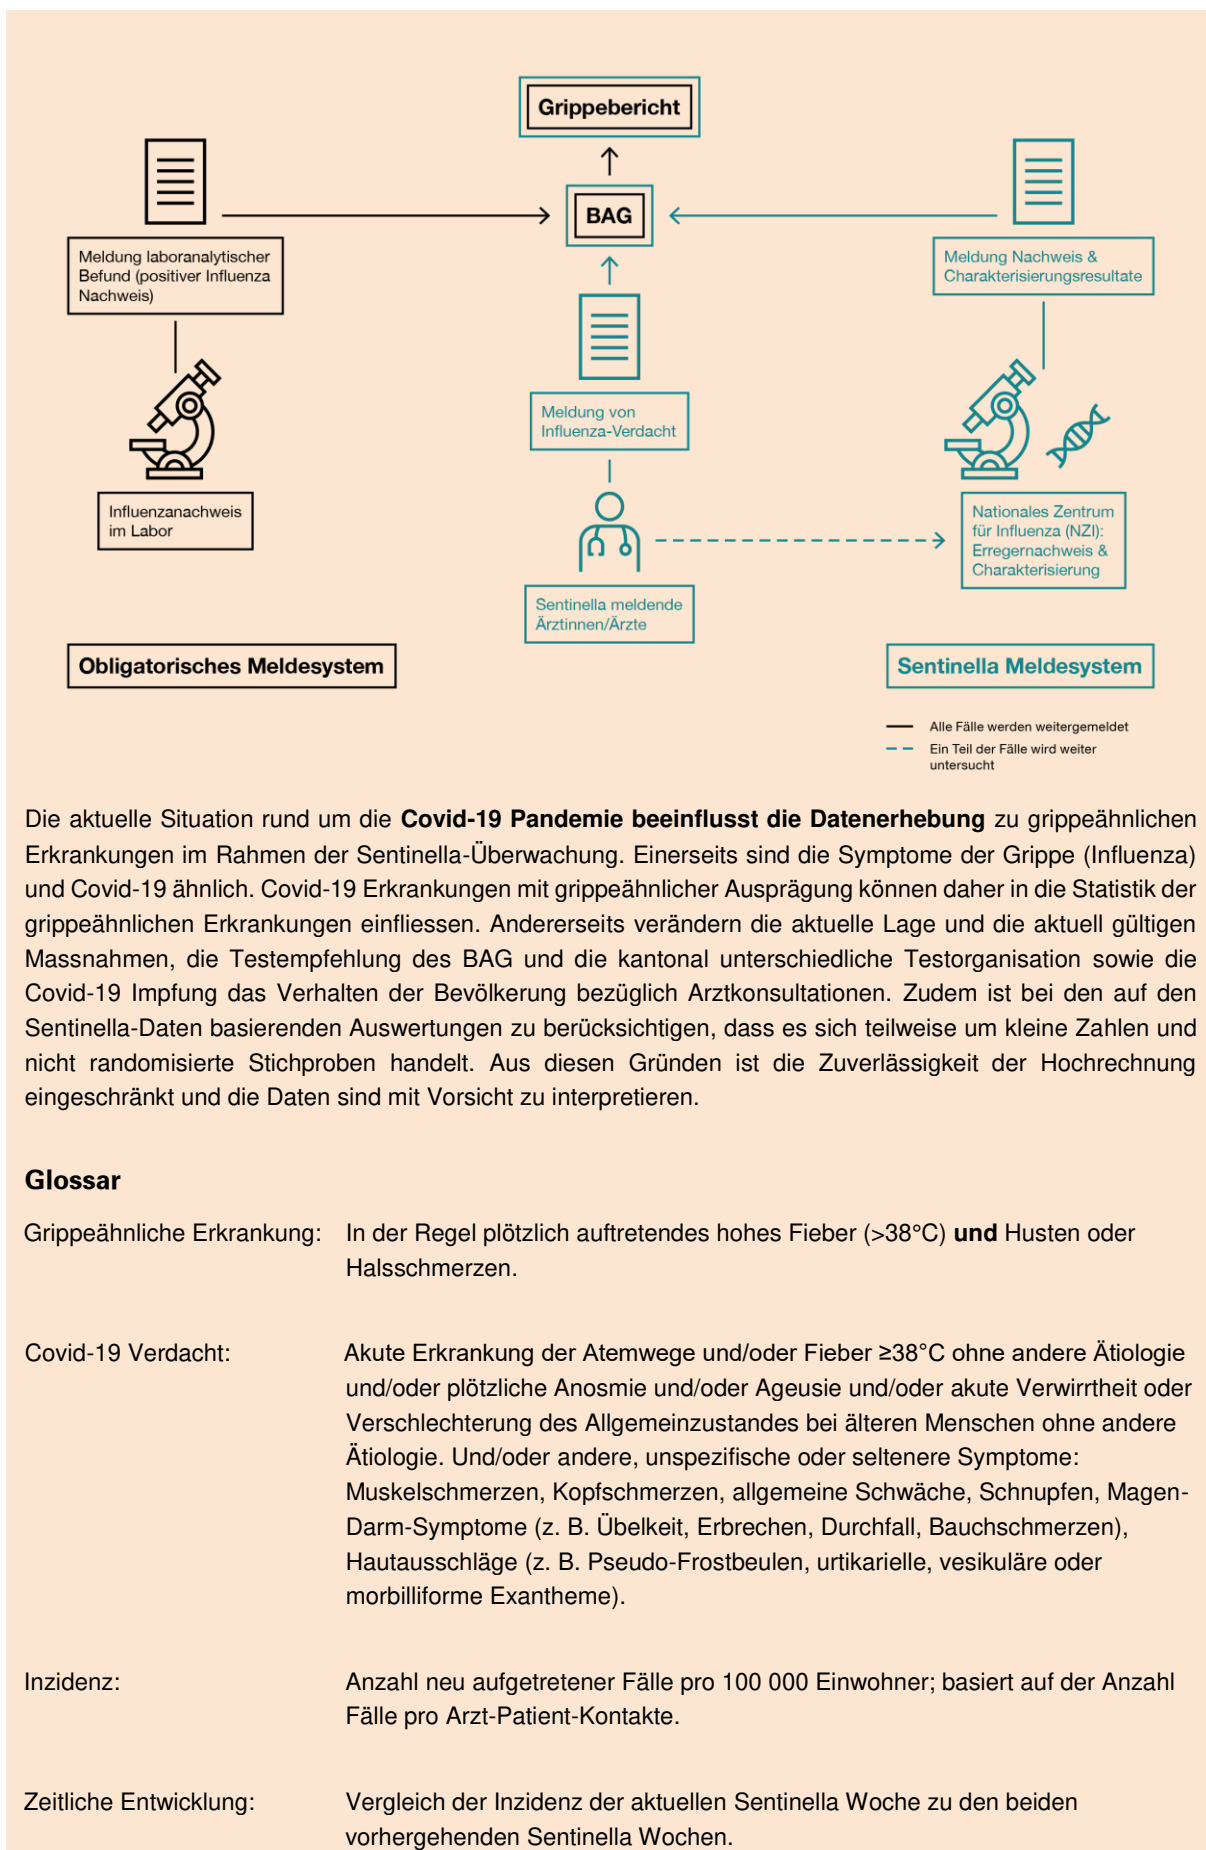 Grippebericht
BAG
Meldung laboranalytischer
Befund (positiver Influenza
Nachweis)
Meldung Nachweis &
Charakterisierungsresultate
Meldung von
Influenza-Verdacht
Influenzanachweis
im Labor
Nationales Zentrum
für Influenza (NZI):
Erregernachweis &
Charakterisierung
Sentinella meldende
Ärztinnen/Ärzte
Obligatorisches Meldesystem
Sentinella Meldesystem
Alle Fälle werden weitergemeldet
Ein Teil der Fälle wird weiter
untersucht
Die aktuelle Situation rund um die Covid-19 Pandemie beeinflusst die Datenerhebung zu grippeähnlichen
Erkrankungen im Rahmen der Sentinella-Überwachung. Einerseits sind die Symptome der Grippe (Influenza)
und Covid-19 ähnlich. Covid-19 Erkrankungen mit grippeähnlicher Ausprägung können daher in die Statistik der
grippeähnlichen Erkrankungen einfliessen. Andererseits verändern die aktuelle Lage und die aktuell gültigen
Massnahmen, die Testempfehlung des BAG und die kantonal unterschiedliche Testorganisation sowie die
Covid-19 Impfung das Verhalten der Bevölkerung bezüglich Arztkonsultationen. Zudem ist bei den auf den
Sentinella-Daten basierenden Auswertungen zu berücksichtigen, dass es sich teilweise um kleine Zahlen und
nicht randomisierte Stichproben handelt. Aus diesen Gründen ist die Zuverlässigkeit der Hochrechnung
eingeschränkt und die Daten sind mit Vorsicht zu interpretieren.
Glossar
Grippeähnliche Erkrankung: In der Regel plötzlich auftretendes hohes Fieber (>38°C) und Husten oder
Halsschmerzen.
Covid-19 Verdacht: Akute Erkrankung der Atemwege und/oder Fieber ≥38°C ohne andere Ätiologie
und/oder plötzliche Anosmie und/oder Ageusie und/oder akute Verwirrtheit oder
Verschlechterung des Allgemeinzustandes bei älteren Menschen ohne andere
Ätiologie. Und/oder andere, unspezifische oder seltenere Symptome:
Muskelschmerzen, Kopfschmerzen, allgemeine Schwäche, Schnupfen, Magen-
Darm-Symptome (z. B. Übelkeit, Erbrechen, Durchfall, Bauchschmerzen),
Hautausschläge (z. B. Pseudo-Frostbeulen, urtikarielle, vesikuläre oder
morbilliforme Exantheme).
Inzidenz: Anzahl neu aufgetretener Fälle pro 100 000 Einwohner; basiert auf der Anzahl
Fälle pro Arzt-Patient-Kontakte.
Zeitliche Entwicklung: Vergleich der Inzidenz der aktuellen Sentinella Woche zu den beiden
vorhergehenden Sentinella Wochen.